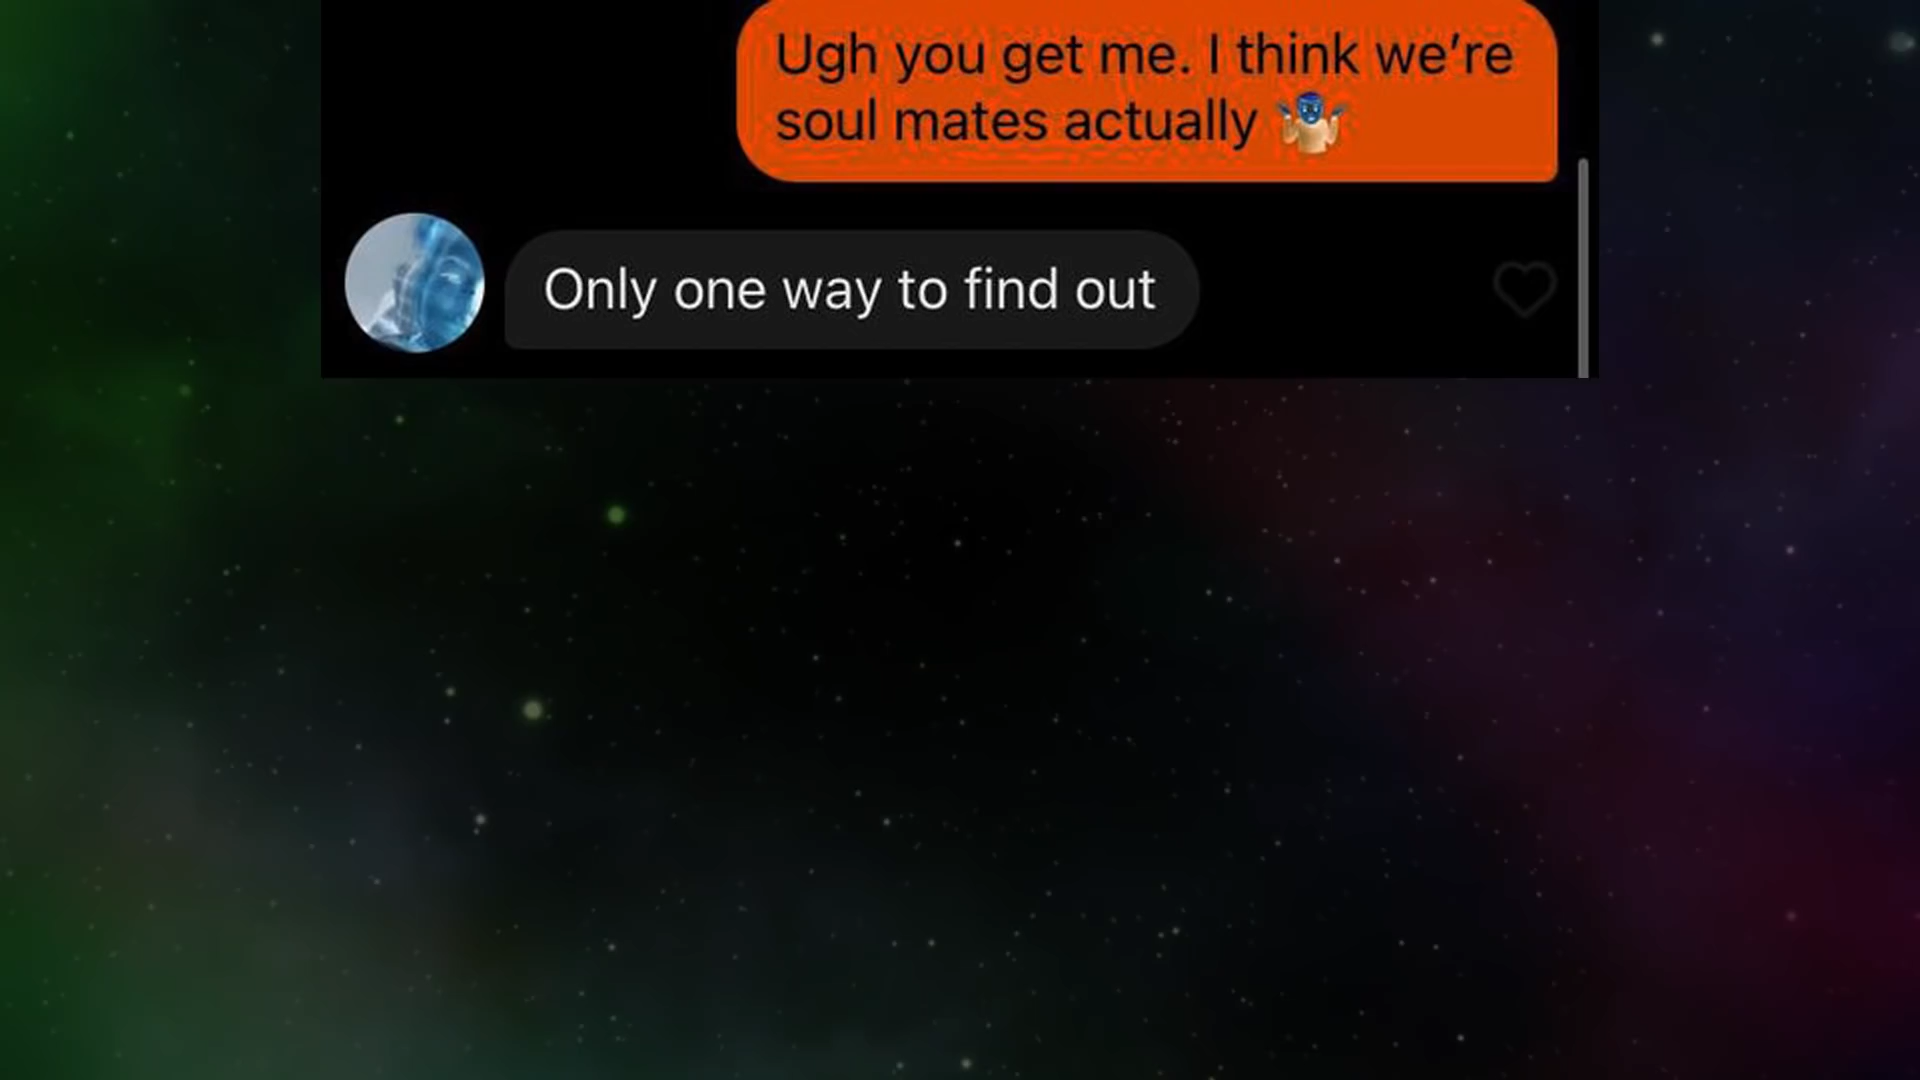 Ugh you get me. I think we’re
soul mates actually 🤷
Only one way to find out